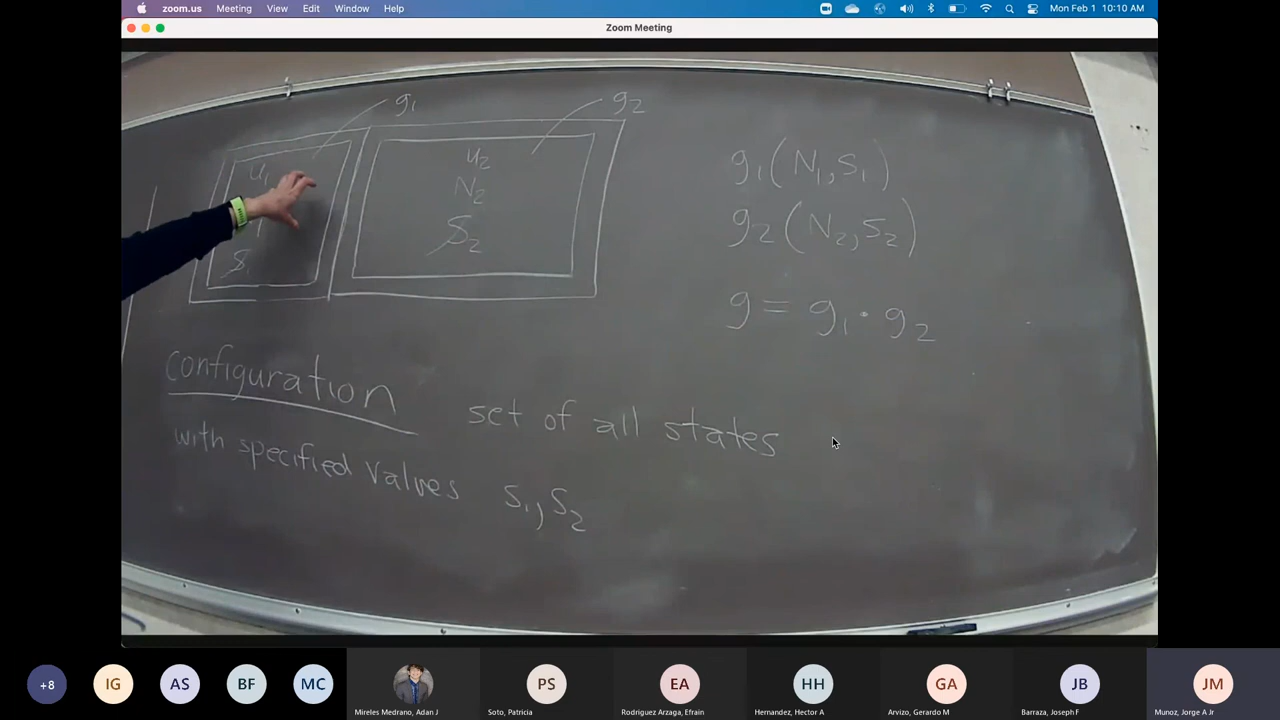 zoom.us Meeting View Edit Window Help Mon Feb 1 10:10 AM
Zoom Meeting
g1 g2
u1
u2
N2
S2
S1
g1(N1,S1)
g2(N2,S2)
g = g1 · g2
configuration set of all states
with specified values S1, S2
+8 IG AS BF MC PS EA HH GA JB JM
Mireles Medrano, Adan J Soto, Patricia Rodriguez Arzaga, Efrain Hernandez, Hector A Arvizo, Gerardo M Barraza, Joseph F Munoz, Jorge A Jr